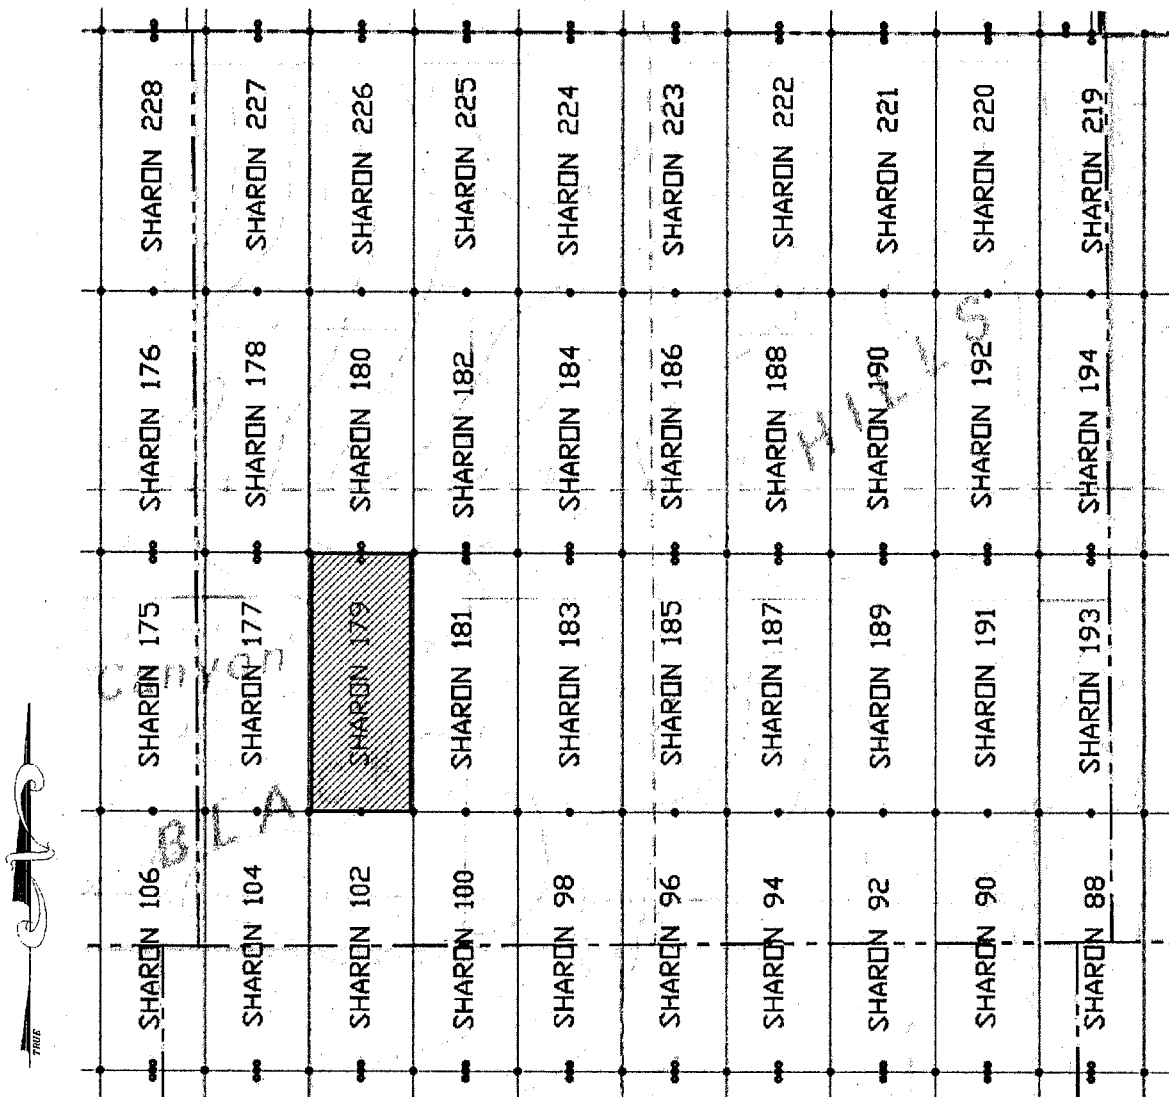 SHARON 228
SHARON 227
SHARON 226
SHARON 225
SHARON 224
SHARON 223
SHARON 222
SHARON 221
SHARON 220
SHARON 219
SHARON 176
SHARON 178
SHARON 180
SHARON 182
SHARON 184
SHARON 186
SHARON 188
SHARON 190
SHARON 192
SHARON 194
HILLS
SHARON 175
SHARON 177
SHARON 179
SHARON 181
SHARON 183
SHARON 185
SHARON 187
SHARON 189
SHARON 191
SHARON 193
Canyon
BLA
SHARON 106
SHARON 104
SHARON 102
SHARON 100
SHARON 98
SHARON 96
SHARON 94
SHARON 92
SHARON 90
SHARON 88
TRUE